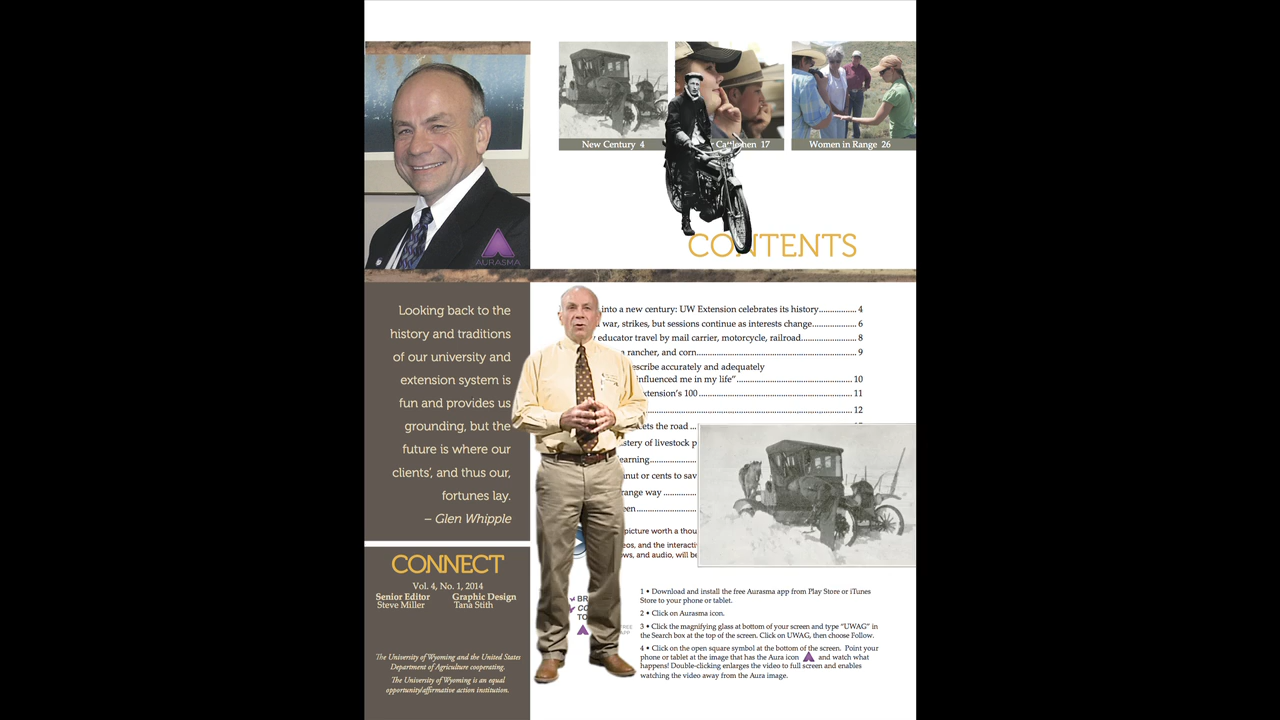 New Century 4
Cattlemen 17
Women in Range 26
AURASMA
CONTENTS
Looking back to the
history and traditions
of our university and
extension system is
fun and provides us
grounding, but the
future is where our
clients’, and thus our,
fortunes lay.
– Glen Whipple
into a new century: UW Extension celebrates its history................ 4
war, strikes, but sessions continue as interests change................ 6
educator travel by mail carrier, motorcycle, railroad.................... 8
rancher, and corn............................................................ 9
describe accurately and adequately
influenced me in my life”............................................ 10
Extension’s 100........................................................... 11
................................................................................ 12
meets the road ...
mastery of livestock
learning.................
or cents to
range way ............
picture worth a
and the
and audio, will be
CONNECT
Vol. 4, No. 1, 2014
Senior Editor
Steve Miller
Graphic Design
Tana Stith
The University of Wyoming and the United States
Department of Agriculture cooperating.
The University of Wyoming is an equal
opportunity/affirmative action institution.
TO
APP
1 • Download and install the free Aurasma app from Play Store or iTunes
Store to your phone or tablet.
2 • Click on Aurasma icon.
3 • Click the magnifying glass at bottom of your screen and type “UWAG” in
the Search box at the top of the screen. Click on UWAG, then choose Follow.
4 • Click on the open square symbol at the bottom of the screen. Point your
phone or tablet at the image that has the Aura icon and watch what
happens! Double-clicking enlarges the video to full screen and enables
watching the video away from the Aura image.